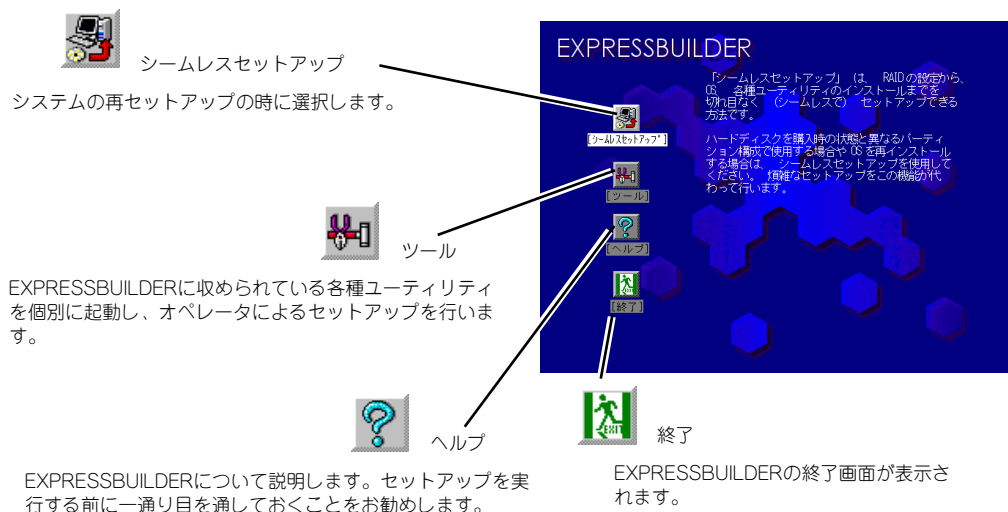 シームレスセットアップ
システムの再セットアップの時に選択します。
ツール
EXPRESSBUILDERに収められている各種ユーティリティ
を個別に起動し、オペレータによるセットアップを行いま
す。
ヘルプ
EXPRESSBUILDERについて説明します。セットアップを実
行する前に一通り目を通しておくことをお勧めします。
EXPRESSBUILDER
「シームレスセットアップ」 は、 RAIDの設定から、
OS、各種ユーティリティのインストールまでを
切れ目なく (シームレスで) セットアップできる
方法です。
ハードディスクを購入時の状態と異なるパーティ
ション構成で使用する場合や OS を再インストール
する場合は、 シームレスセットアップを使用して
ください。 煩雑なセットアップをこの機能が代
わって行います。
[シームレスセットアップ]
[ツール]
[ヘルプ]
[終了]
EXIT
終了
EXPRESSBUILDERの終了画面が表示さ
れます。